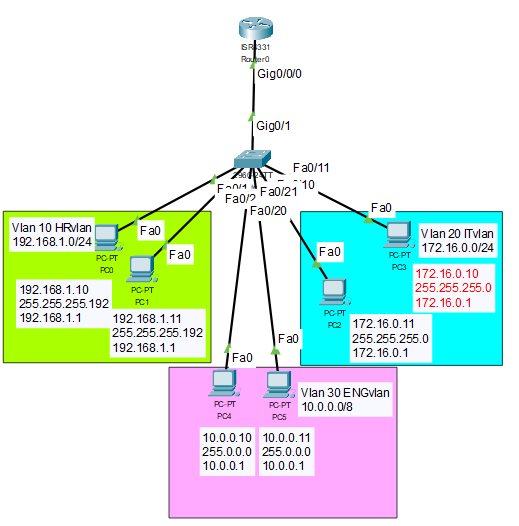 ISR4331
Router0
Gig0/0/0
Gig0/1
2960-24TT
Fa0/11
Fa0/1
Fa0/21
Fa0/2
Fa0/20
Vlan 10 HRvlan
192.168.1.0/24
Fa0
PC-PT
PC0
Fa0
PC-PT
PC1
192.168.1.10
255.255.255.192
192.168.1.1
192.168.1.11
255.255.255.192
192.168.1.1
Fa0
PC-PT
PC3
Vlan 20 ITvlan
172.16.0.0/24
172.16.0.10
255.255.255.0
172.16.0.1
Fa0
PC-PT
PC2
172.16.0.11
255.255.255.0
172.16.0.1
Fa0
PC-PT
PC4
Fa0
PC-PT
PC5
Vlan 30 ENGvlan
10.0.0.0/8
10.0.0.10
255.0.0.0
10.0.0.1
10.0.0.11
255.0.0.0
10.0.0.1